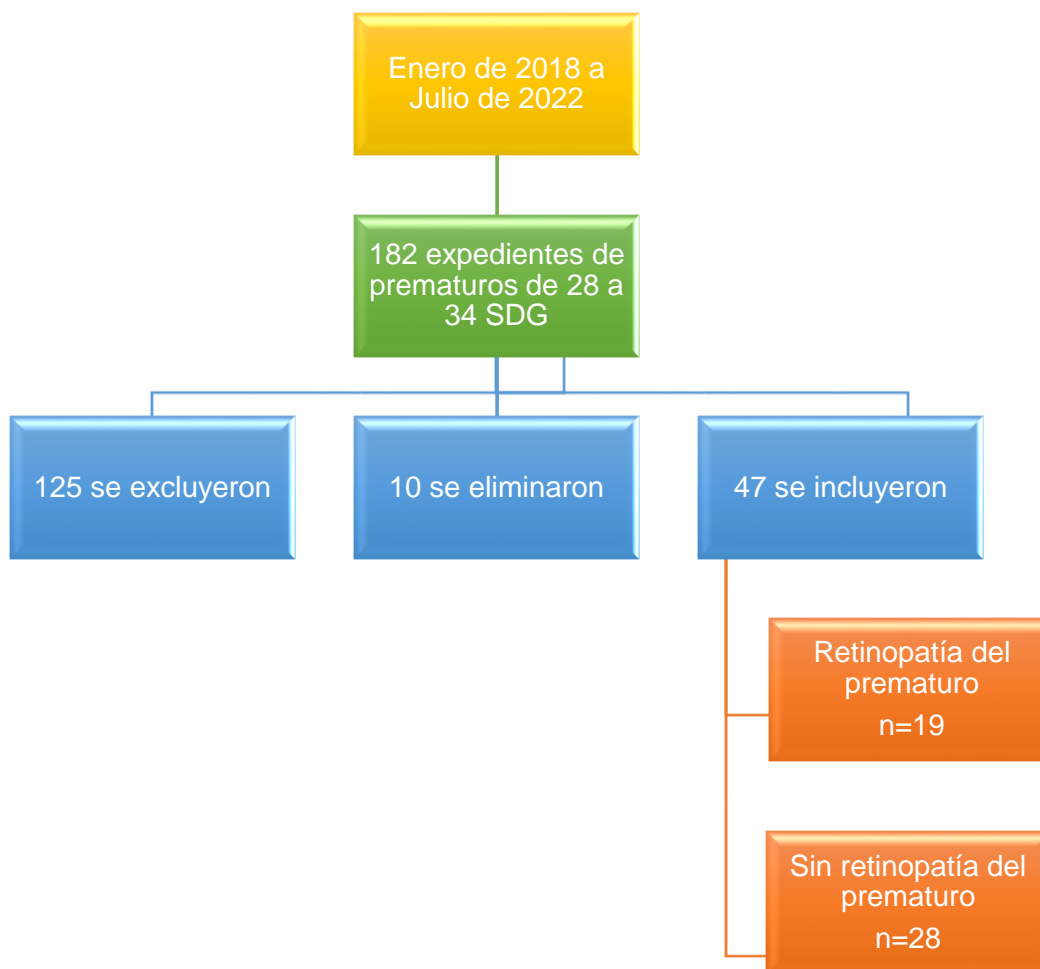 Enero de 2018 a
Julio de 2022
182 expedientes de
prematuros de 28 a
34 SDG
125 se excluyeron
10 se eliminaron
47 se incluyeron
Retinopatía del
prematuro
n=19
Sin retinopatía del
prematuro
n=28